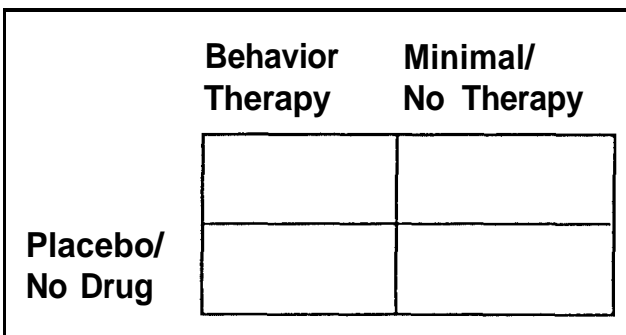 Behavior Minimal/
Therapy No Therapy
Placebo/
No Drug